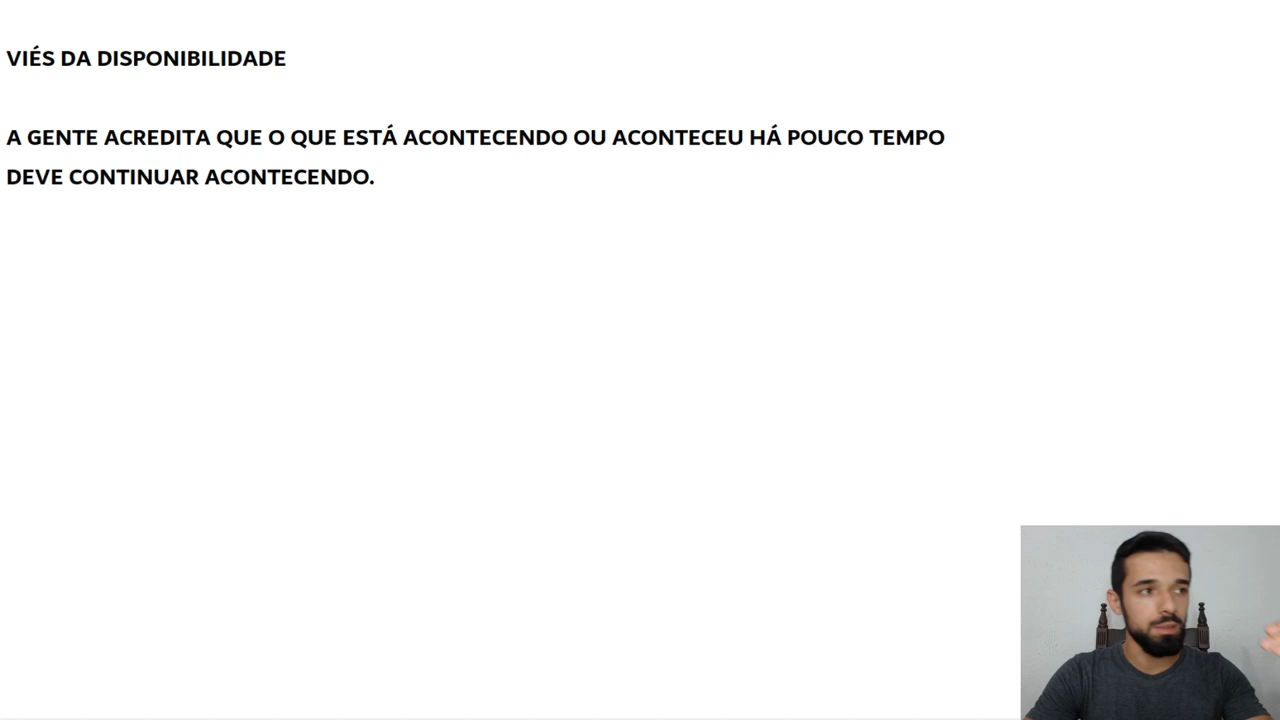 VIÉS DA DISPONIBILIDADE
A GENTE ACREDITA QUE O QUE ESTÁ ACONTECENDO OU ACONTECEU HÁ POUCO TEMPO
DEVE CONTINUAR ACONTECENDO.